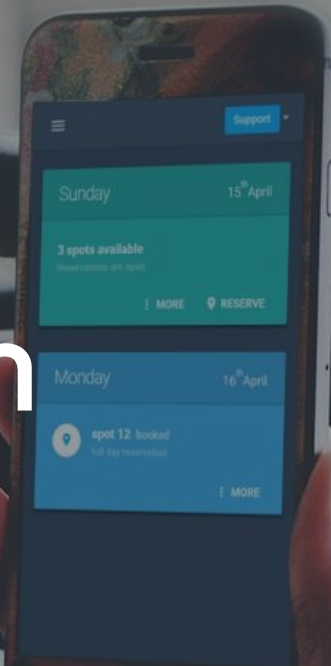 Support
Sunday 15th April
3 spots available
Reservations are open
MORE RESERVE
n
Monday 16th April
spot 12 booked
full day reservation
MORE